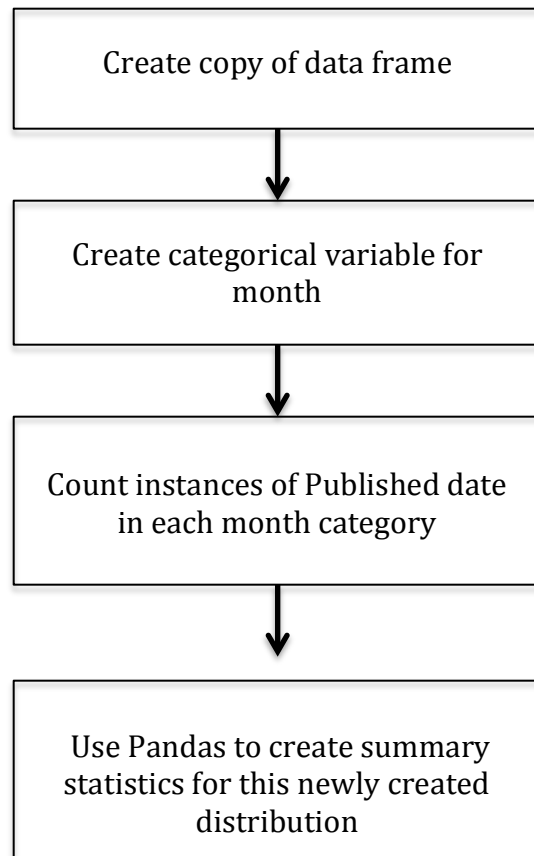 Create copy of data frame
Create categorical variable for
month
Count instances of Published date
in each month category
Use Pandas to create summary
statistics for this newly created
distribution